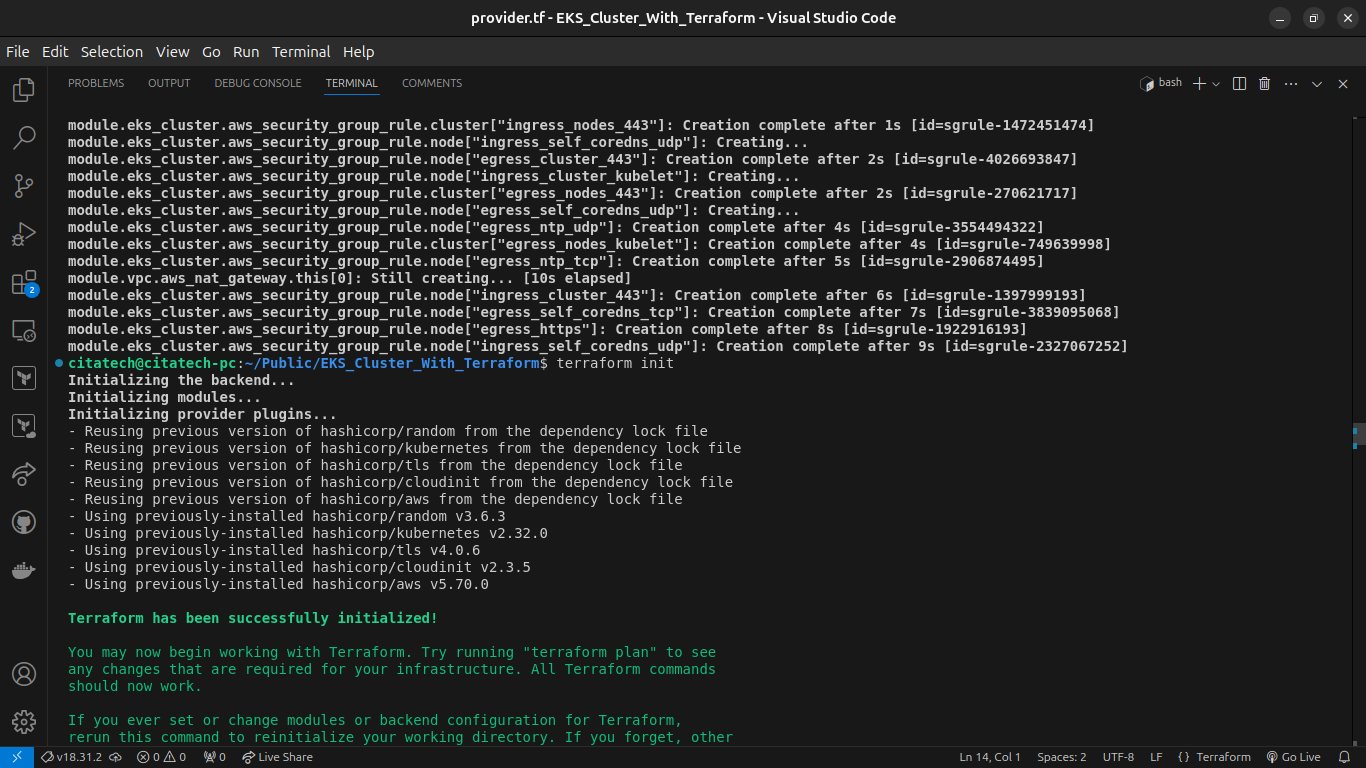 provider.tf - EKS_Cluster_With_Terraform - Visual Studio Code
File Edit Selection View Go Run Terminal Help
PROBLEMS OUTPUT DEBUG CONSOLE TERMINAL COMMENTS bash
module.eks_cluster.aws_security_group_rule.cluster["ingress_nodes_443"]: Creation complete after 1s [id=sgrule-1472451474]
module.eks_cluster.aws_security_group_rule.node["ingress_self_coredns_udp"]: Creating...
module.eks_cluster.aws_security_group_rule.node["egress_cluster_443"]: Creation complete after 2s [id=sgrule-4026693847]
module.eks_cluster.aws_security_group_rule.node["ingress_cluster_kubelet"]: Creating...
module.eks_cluster.aws_security_group_rule.cluster["egress_nodes_443"]: Creation complete after 2s [id=sgrule-270621717]
module.eks_cluster.aws_security_group_rule.node["egress_self_coredns_udp"]: Creating...
module.eks_cluster.aws_security_group_rule.node["egress_ntp_udp"]: Creation complete after 4s [id=sgrule-3554494322]
module.eks_cluster.aws_security_group_rule.cluster["egress_nodes_kubelet"]: Creation complete after 4s [id=sgrule-749639998]
module.eks_cluster.aws_security_group_rule.node["egress_ntp_tcp"]: Creation complete after 5s [id=sgrule-2906874495]
module.vpc.aws_nat_gateway.this[0]: Still creating... [10s elapsed]
module.eks_cluster.aws_security_group_rule.node["ingress_cluster_443"]: Creation complete after 6s [id=sgrule-1397999193]
module.eks_cluster.aws_security_group_rule.node["egress_self_coredns_tcp"]: Creation complete after 7s [id=sgrule-3839095068]
module.eks_cluster.aws_security_group_rule.node["egress_https"]: Creation complete after 8s [id=sgrule-1922916193]
module.eks_cluster.aws_security_group_rule.node["ingress_self_coredns_udp"]: Creation complete after 9s [id=sgrule-2327067252]
citatech@citatech-pc:~/Public/EKS_Cluster_With_Terraform$ terraform init
Initializing the backend...
Initializing modules...
Initializing provider plugins...
- Reusing previous version of hashicorp/random from the dependency lock file
- Reusing previous version of hashicorp/kubernetes from the dependency lock file
- Reusing previous version of hashicorp/tls from the dependency lock file
- Reusing previous version of hashicorp/cloudinit from the dependency lock file
- Reusing previous version of hashicorp/aws from the dependency lock file
- Using previously-installed hashicorp/random v3.6.3
- Using previously-installed hashicorp/kubernetes v2.32.0
- Using previously-installed hashicorp/tls v4.0.6
- Using previously-installed hashicorp/cloudinit v2.3.5
- Using previously-installed hashicorp/aws v5.70.0
Terraform has been successfully initialized!
You may now begin working with Terraform. Try running "terraform plan" to see
any changes that are required for your infrastructure. All Terraform commands
should now work.
If you ever set or change modules or backend configuration for Terraform,
rerun this command to reinitialize your working directory. If you forget, other
2
v18.31.2 0 0 0 Live Share Ln 14, Col 1 Spaces: 2 UTF-8 LF { } Terraform Go Live